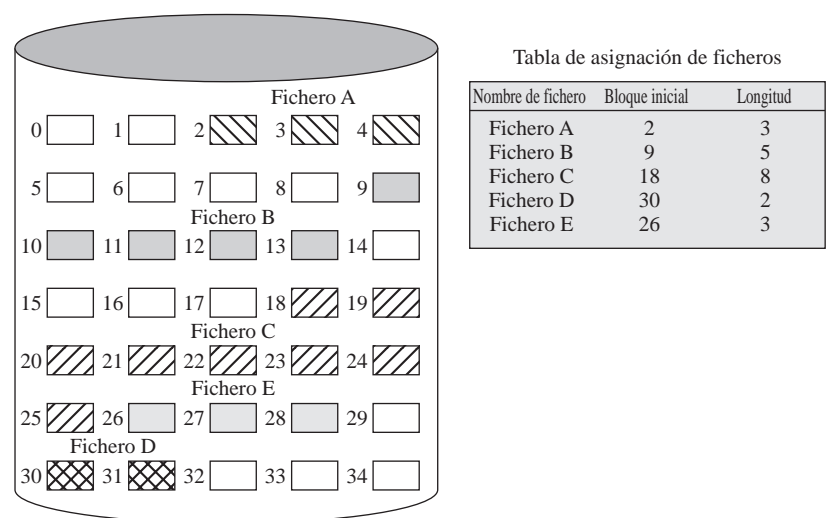 Fichero A
0 1 2 3 4
5 6 7 8 9
Fichero B
10 11 12 13 14
15 16 17 18 19
Fichero C
20 21 22 23 24
Fichero E
25 26 27 28 29
Fichero D
30 31 32 33 34
Tabla de asignación de ficheros
Nombre de fichero Bloque inicial Longitud
Fichero A 2 3
Fichero B 9 5
Fichero C 18 8
Fichero D 30 2
Fichero E 26 3